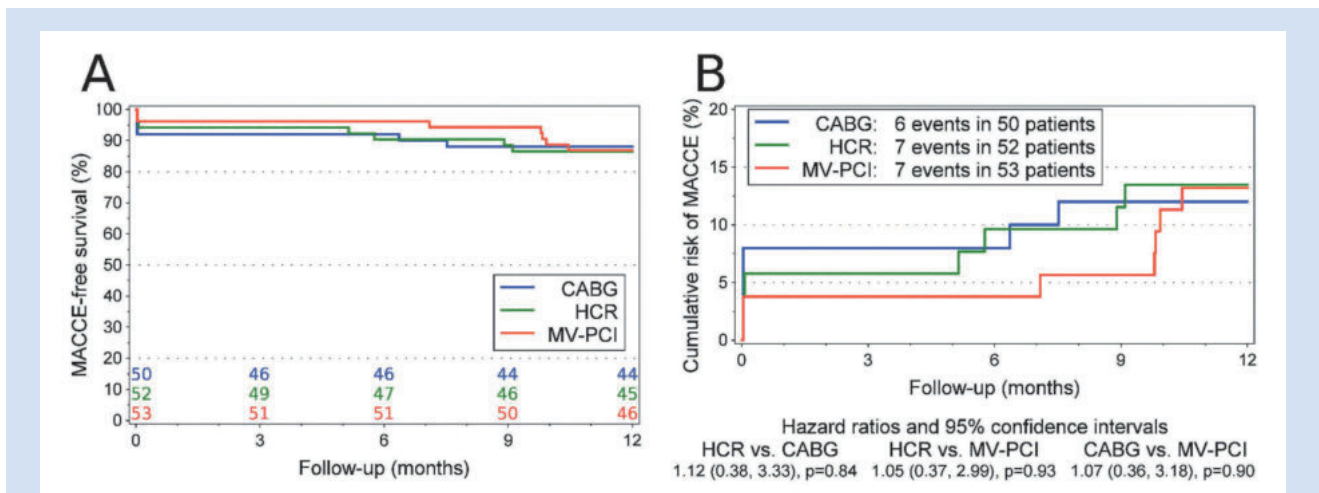 A
MACCE-free survival (%)
100
90
80
70
60
50
40
30
20
10
0
CABG
HCR
MV-PCI
50 46 46 44 44
52 49 47 46 45
53 51 51 50 46
0 3 6 9 12
Follow-up (months)
B
Cumulative risk of MACCE (%)
20
15
10
5
0
CABG: 6 events in 50 patients
HCR: 7 events in 52 patients
MV-PCI: 7 events in 53 patients
0 3 6 9 12
Follow-up (months)
Hazard ratios and 95% confidence intervals
HCR vs. CABG HCR vs. MV-PCI CABG vs. MV-PCI
1.12 (0.38, 3.33), p=0.84 1.05 (0.37, 2.99), p=0.93 1.07 (0.36, 3.18), p=0.90